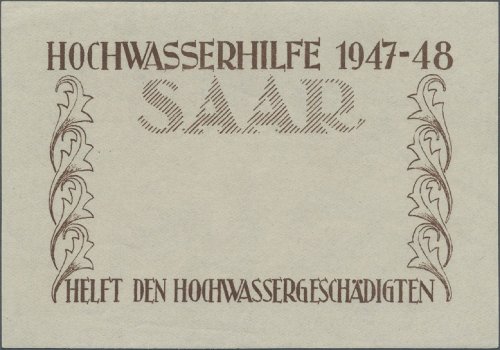 HOCHWASSERHILFE 1947-48
SAAR
HELFT DEN HOCHWASSERGESCHÄDIGTEN